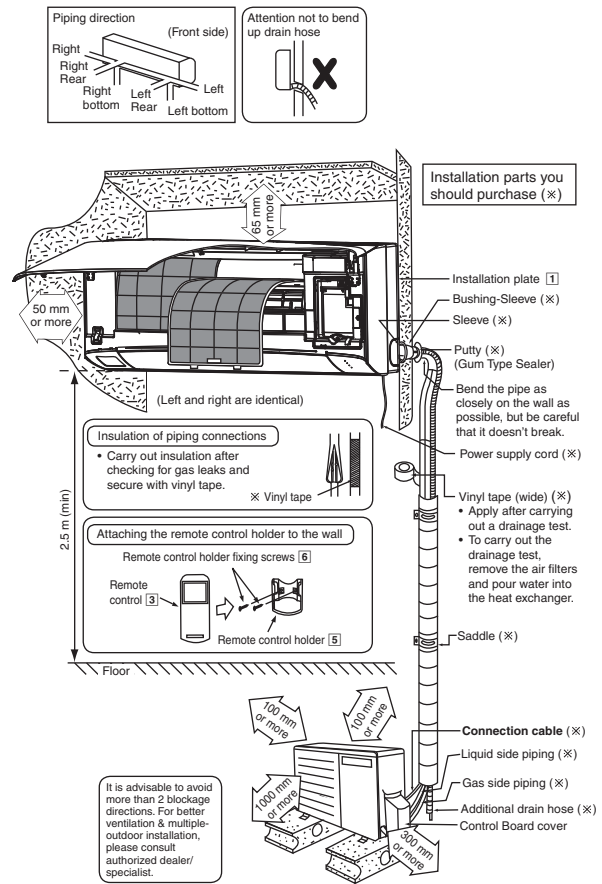 Piping direction
(Front side)
Right
Right
Rear
Right
bottom
Left
Rear
Left
Left bottom
Attention not to bend
up drain hose
Installation parts you
should purchase (※)
65 mm
or more
50 mm
or more
Installation plate 1
Bushing-Sleeve (※)
Sleeve (※)
Putty (※)
(Gum Type Sealer)
Bend the pipe as
closely on the wall as
possible, but be careful
that it doesn't break.
Power supply cord (※)
(Left and right are identical)
2.5 m (min)
Insulation of piping connections
• Carry out insulation after
checking for gas leaks and
secure with vinyl tape.
※ Vinyl tape
Vinyl tape (wide) (※)
• Apply after carrying
out a drainage test.
• To carry out the
drainage test,
remove the air filters
and pour water into
the heat exchanger.
Attaching the remote control holder to the wall
Remote control holder fixing screws 6
Remote
control 3
Remote control holder 5
Saddle (※)
Floor
100 mm
or more
100 mm
or more
1000 mm
or more
300 mm
or more
Connection cable (※)
Liquid side piping (※)
Gas side piping (※)
Additional drain hose (※)
Control Board cover
It is advisable to avoid
more than 2 blockage
directions. For better
ventilation & multiple-
outdoor installation,
please consult
authorized dealer/
specialist.